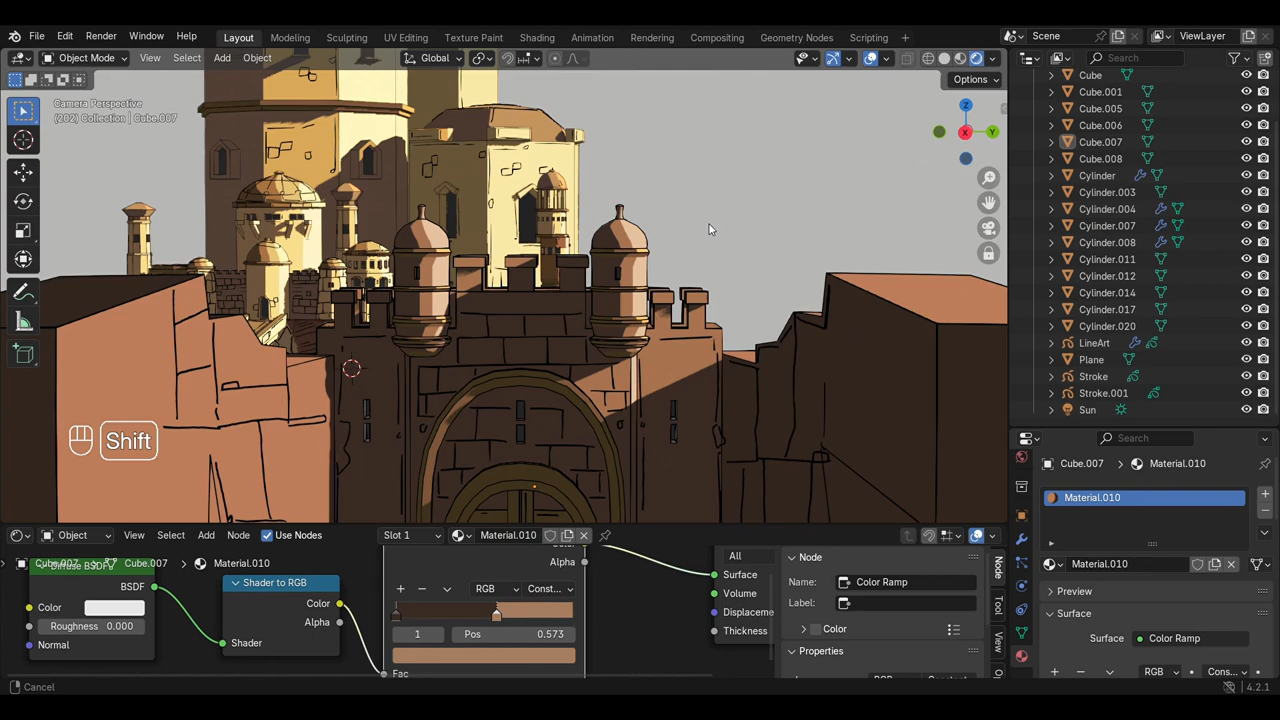 File Edit Render Window Help Layout Modeling Sculpting UV Editing Texture Paint Shading Animation Rendering Compositing Geometry Nodes Scripting + Scene ViewLayer
Object Mode View Select Add Object Global Search
Options
Camera Perspective
(202) Collection | Cube.007
Z
X Y
Cube
Cube.001
Cube.005
Cube.006
Cube.007
Cube.008
Cylinder
Cylinder.003
Cylinder.004
Cylinder.007
Cylinder.008
Cylinder.011
Cylinder.012
Cylinder.014
Cylinder.017
Cylinder.020
LineArt
Plane
Stroke
Stroke.001
Sun
Shift
Search
Cube.007 Material.010
Material.010
Object View Select Add Node Use Nodes Slot 1 Material.010
Cube.007 Material.010
BSDF
Color
Roughness 0.000
Normal
Shader to RGB
Color
Alpha
Shader
Alpha
RGB Const...
1 Pos 0.573
Fac
All
Surface
Volume
Displaceme
Thickness
Node
Name: Color Ramp
Label:
Color
Properties
Node
Tool
View
Material.010
Preview
Surface
Surface Color Ramp
RGB Cons...
Cancel
4.2.1